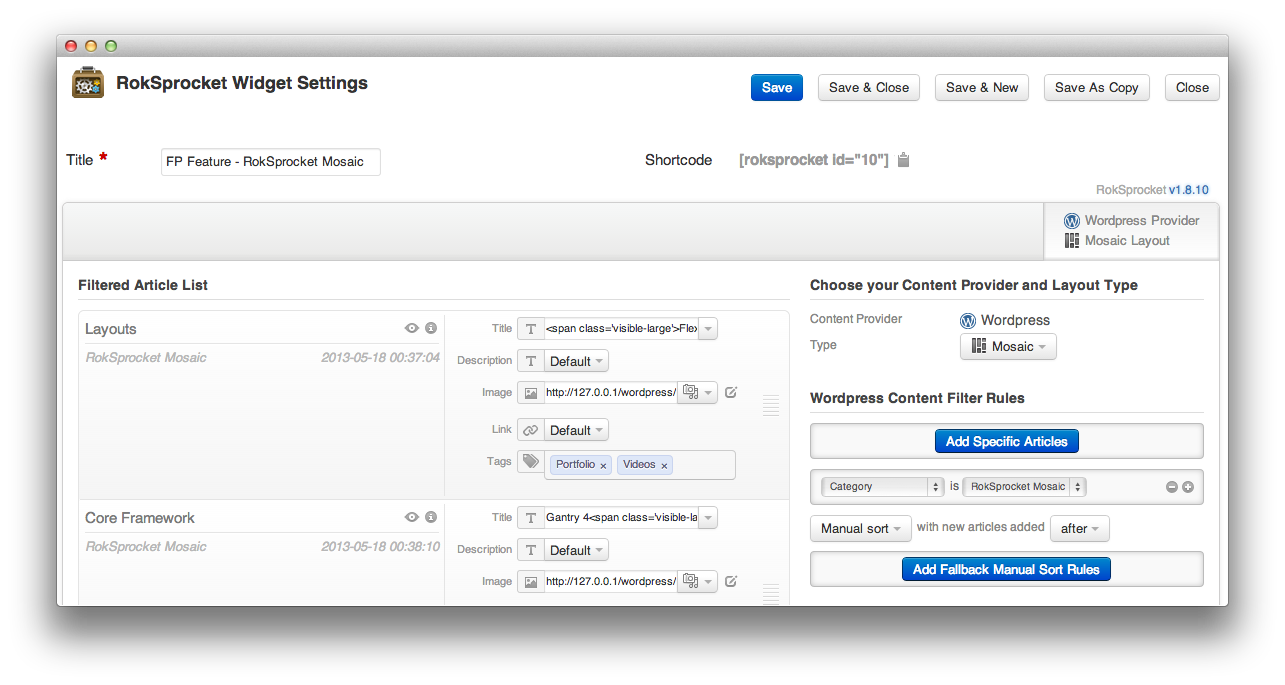 RokSprocket Widget Settings
Save
Save & Close
Save & New
Save As Copy
Close
Title *
FP Feature - RokSprocket Mosaic
Shortcode
[roksprocket id="10"]
RokSprocket v1.8.10
Wordpress Provider
Mosaic Layout
Filtered Article List
Layouts
RokSprocket Mosaic
2013-05-18 00:37:04
Title
T
<span class='visible-large'>Flex
Description
T
Default
Image
http://127.0.0.1/wordpress/
Link
Default
Tags
Portfolio ×
Videos ×
Core Framework
RokSprocket Mosaic
2013-05-18 00:38:10
Title
T
Gantry 4<span class='visible-la
Description
T
Default
Image
http://127.0.0.1/wordpress/
Choose your Content Provider and Layout Type
Content Provider
Wordpress
Type
Mosaic
Wordpress Content Filter Rules
Add Specific Articles
Category
is
RokSprocket Mosaic
Manual sort
with new articles added
after
Add Fallback Manual Sort Rules